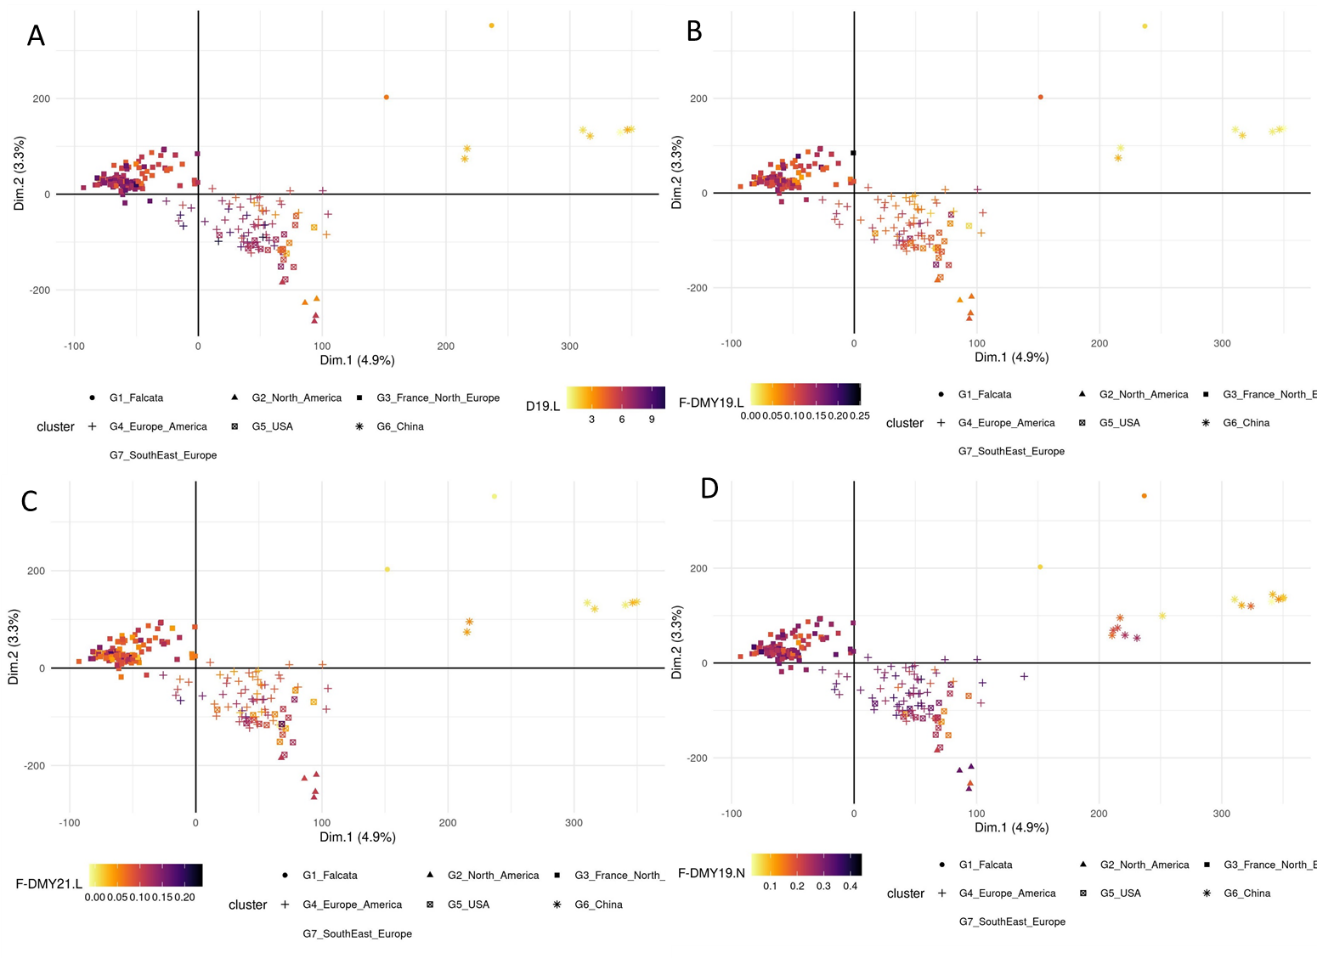 A
B
200
0
-200
Dim.2 (3.3%)
-100
0
100
200
300
Dim.1 (4.9%)
D19.L
3
6
9
cluster
G1_Falcata
G2_North_America
G3_France_North_Europe
G4_Europe_America
G5_USA
G6_China
G7_SouthEast_Europe
200
0
-200
Dim.2 (3.3%)
-100
0
100
200
300
Dim.1 (4.9%)
F-DMY19.L
0.00 0.05 0.10 0.15 0.20 0.25
cluster
G1_Falcata
G2_North_America
G3_France_North_E
G4_Europe_America
G5_USA
G6_China
G7_SouthEast_Europe
C
D
200
0
-200
Dim.2 (3.3%)
-100
0
100
200
300
Dim.1 (4.9%)
F-DMY21.L
0.00 0.05 0.10 0.15 0.20
cluster
G1_Falcata
G2_North_America
G3_France_North_
G4_Europe_America
G5_USA
G6_China
G7_SouthEast_Europe
200
0
-200
Dim.2 (3.3%)
-100
0
100
200
300
Dim.1 (4.9%)
F-DMY19.N
0.1
0.2
0.3
0.4
cluster
G1_Falcata
G2_North_America
G3_France_North_E
G4_Europe_America
G5_USA
G6_China
G7_SouthEast_Europe